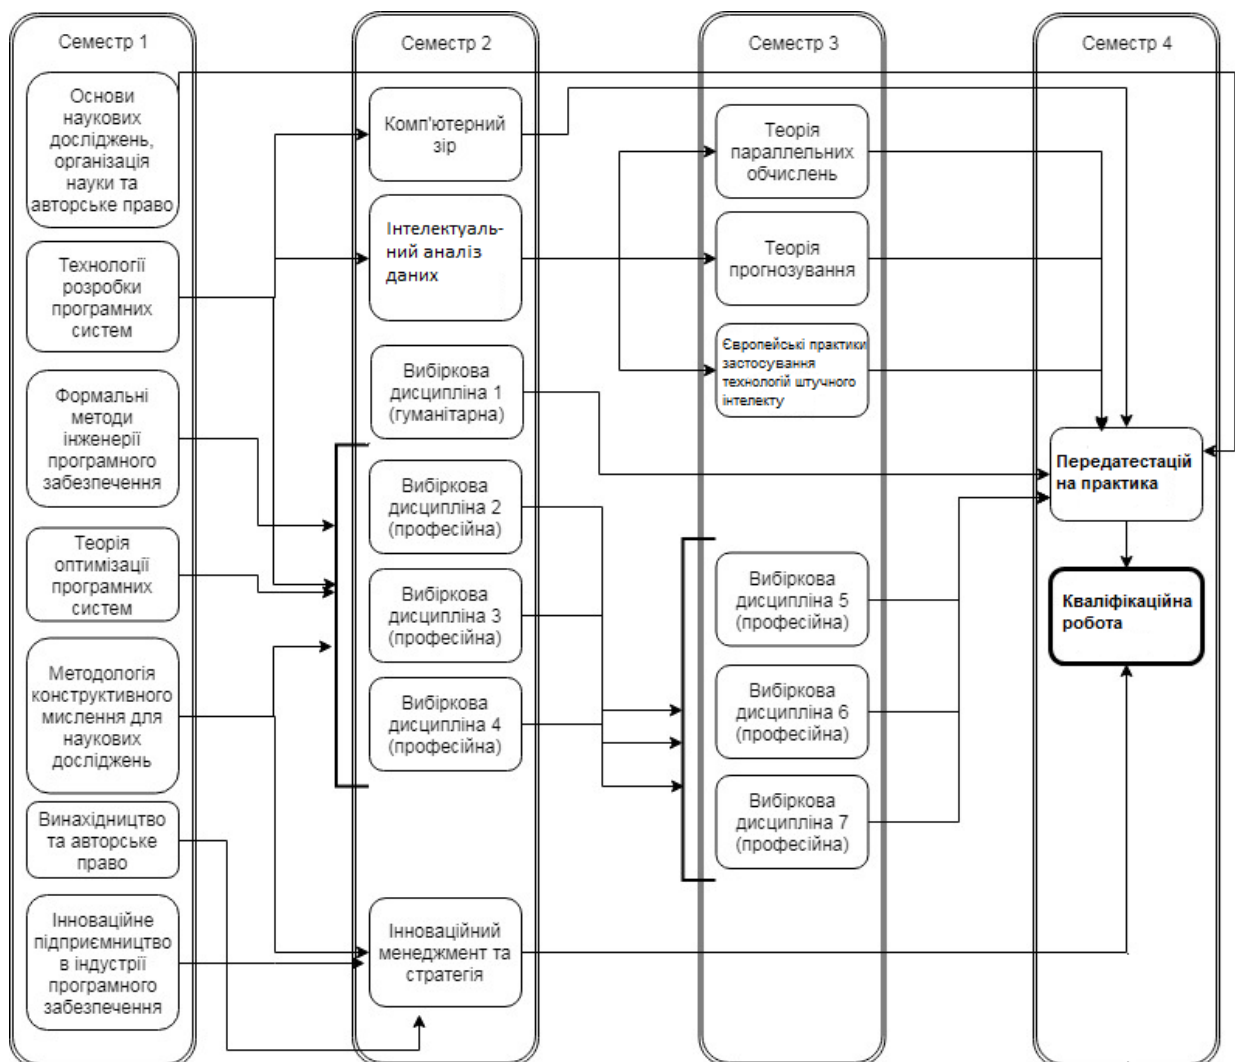 Семестр 1
Основи
наукових
досліджень,
організація
науки та
авторське право
Технології
розробки
програмних
систем
Формальні
методи
інженерії
програмного
забезпечення
Теорія
оптимізації
програмних
систем
Методологія
конструктивного
мислення для
наукових
досліджень
Винахідництво
та авторське
право
Інноваційне
підприємництво
в індустрії
програмного
забезпечення
Семестр 2
Комп'ютерний
зір
Інтелектуаль-
ний аналіз
даних
Вибіркова
дисципліна 1
(гуманітарна)
Вибіркова
дисципліна 2
(професійна)
Вибіркова
дисципліна 3
(професійна)
Вибіркова
дисципліна 4
(професійна)
Інноваційний
менеджмент та
стратегія
Семестр 3
Теорія
параллельних
обчислень
Теорія
прогнозування
Європейські практики
застосування
технологій штучного
інтелекту
Вибіркова
дисципліна 5
(професійна)
Вибіркова
дисципліна 6
(професійна)
Вибіркова
дисципліна 7
(професійна)
Семестр 4
Передатестацій
на практика
Кваліфікаційна
робота